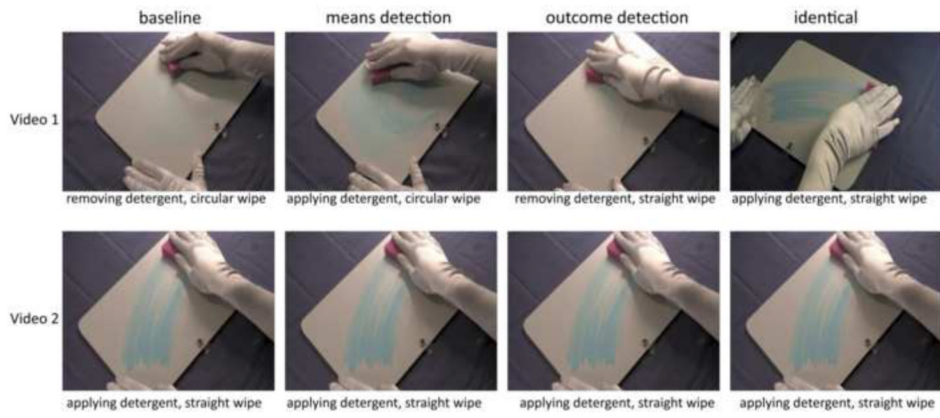 baseline
means detection
outcome detection
identical
Video 1
removing detergent, circular wipe
applying detergent, circular wipe
removing detergent, straight wipe
applying detergent, straight wipe
Video 2
applying detergent, straight wipe
applying detergent, straight wipe
applying detergent, straight wipe
applying detergent, straight wipe